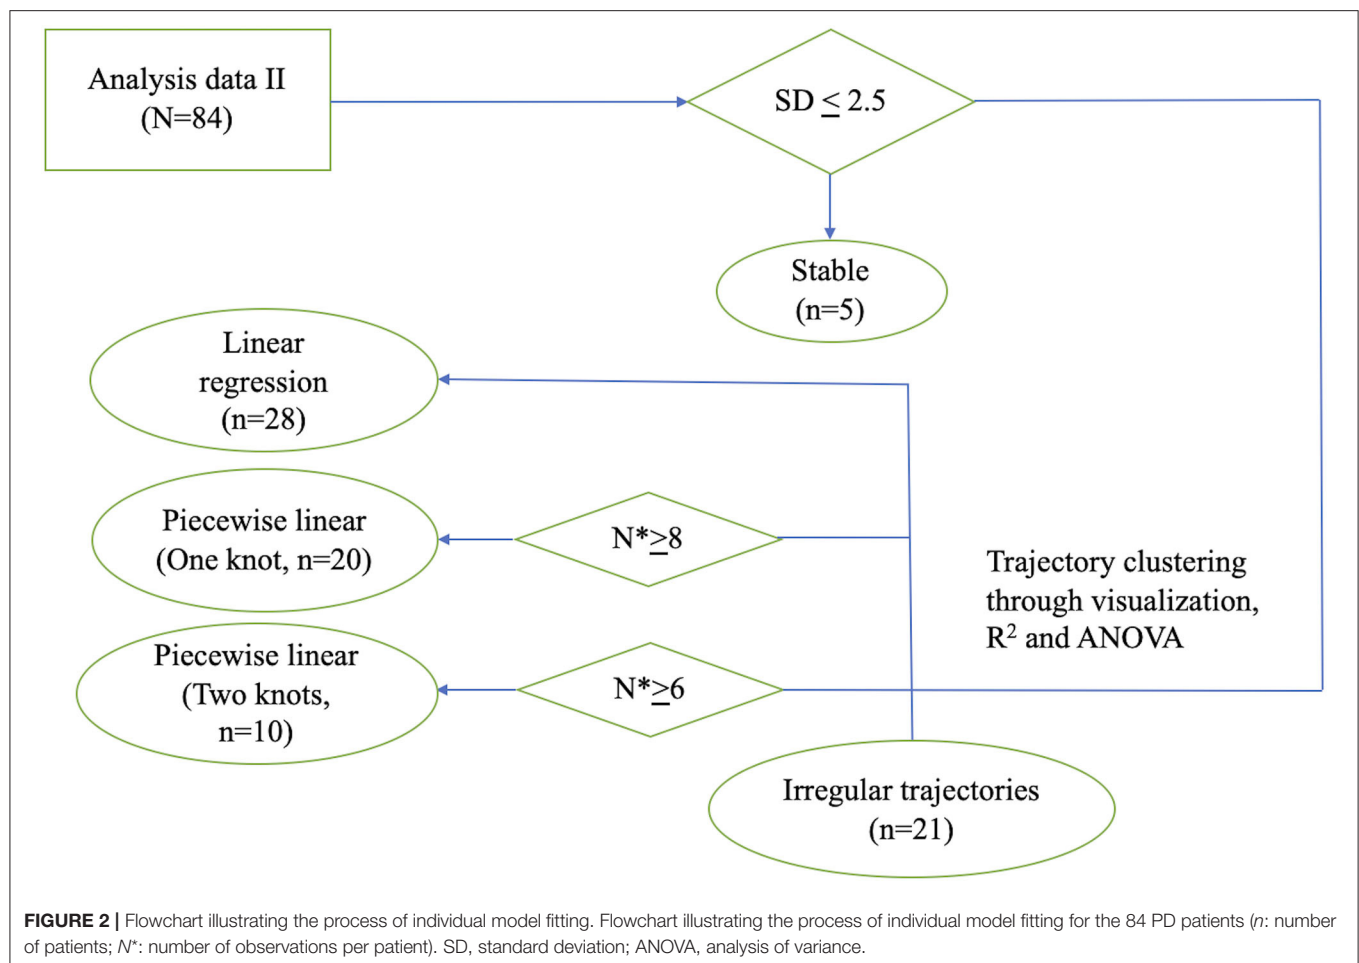 Analysis data II
(N=84)
SD ≤ 2.5
Stable
(n=5)
Linear
regression
(n=28)
Piecewise linear
(One knot, n=20)
N*≥8
Trajectory clustering
through visualization,
R² and ANOVA
Piecewise linear
(Two knots,
n=10)
N*≥6
Irregular trajectories
(n=21)
FIGURE 2 | Flowchart illustrating the process of individual model fitting. Flowchart illustrating the process of individual model fitting for the 84 PD patients (n: number
of patients; N*: number of observations per patient). SD, standard deviation; ANOVA, analysis of variance.